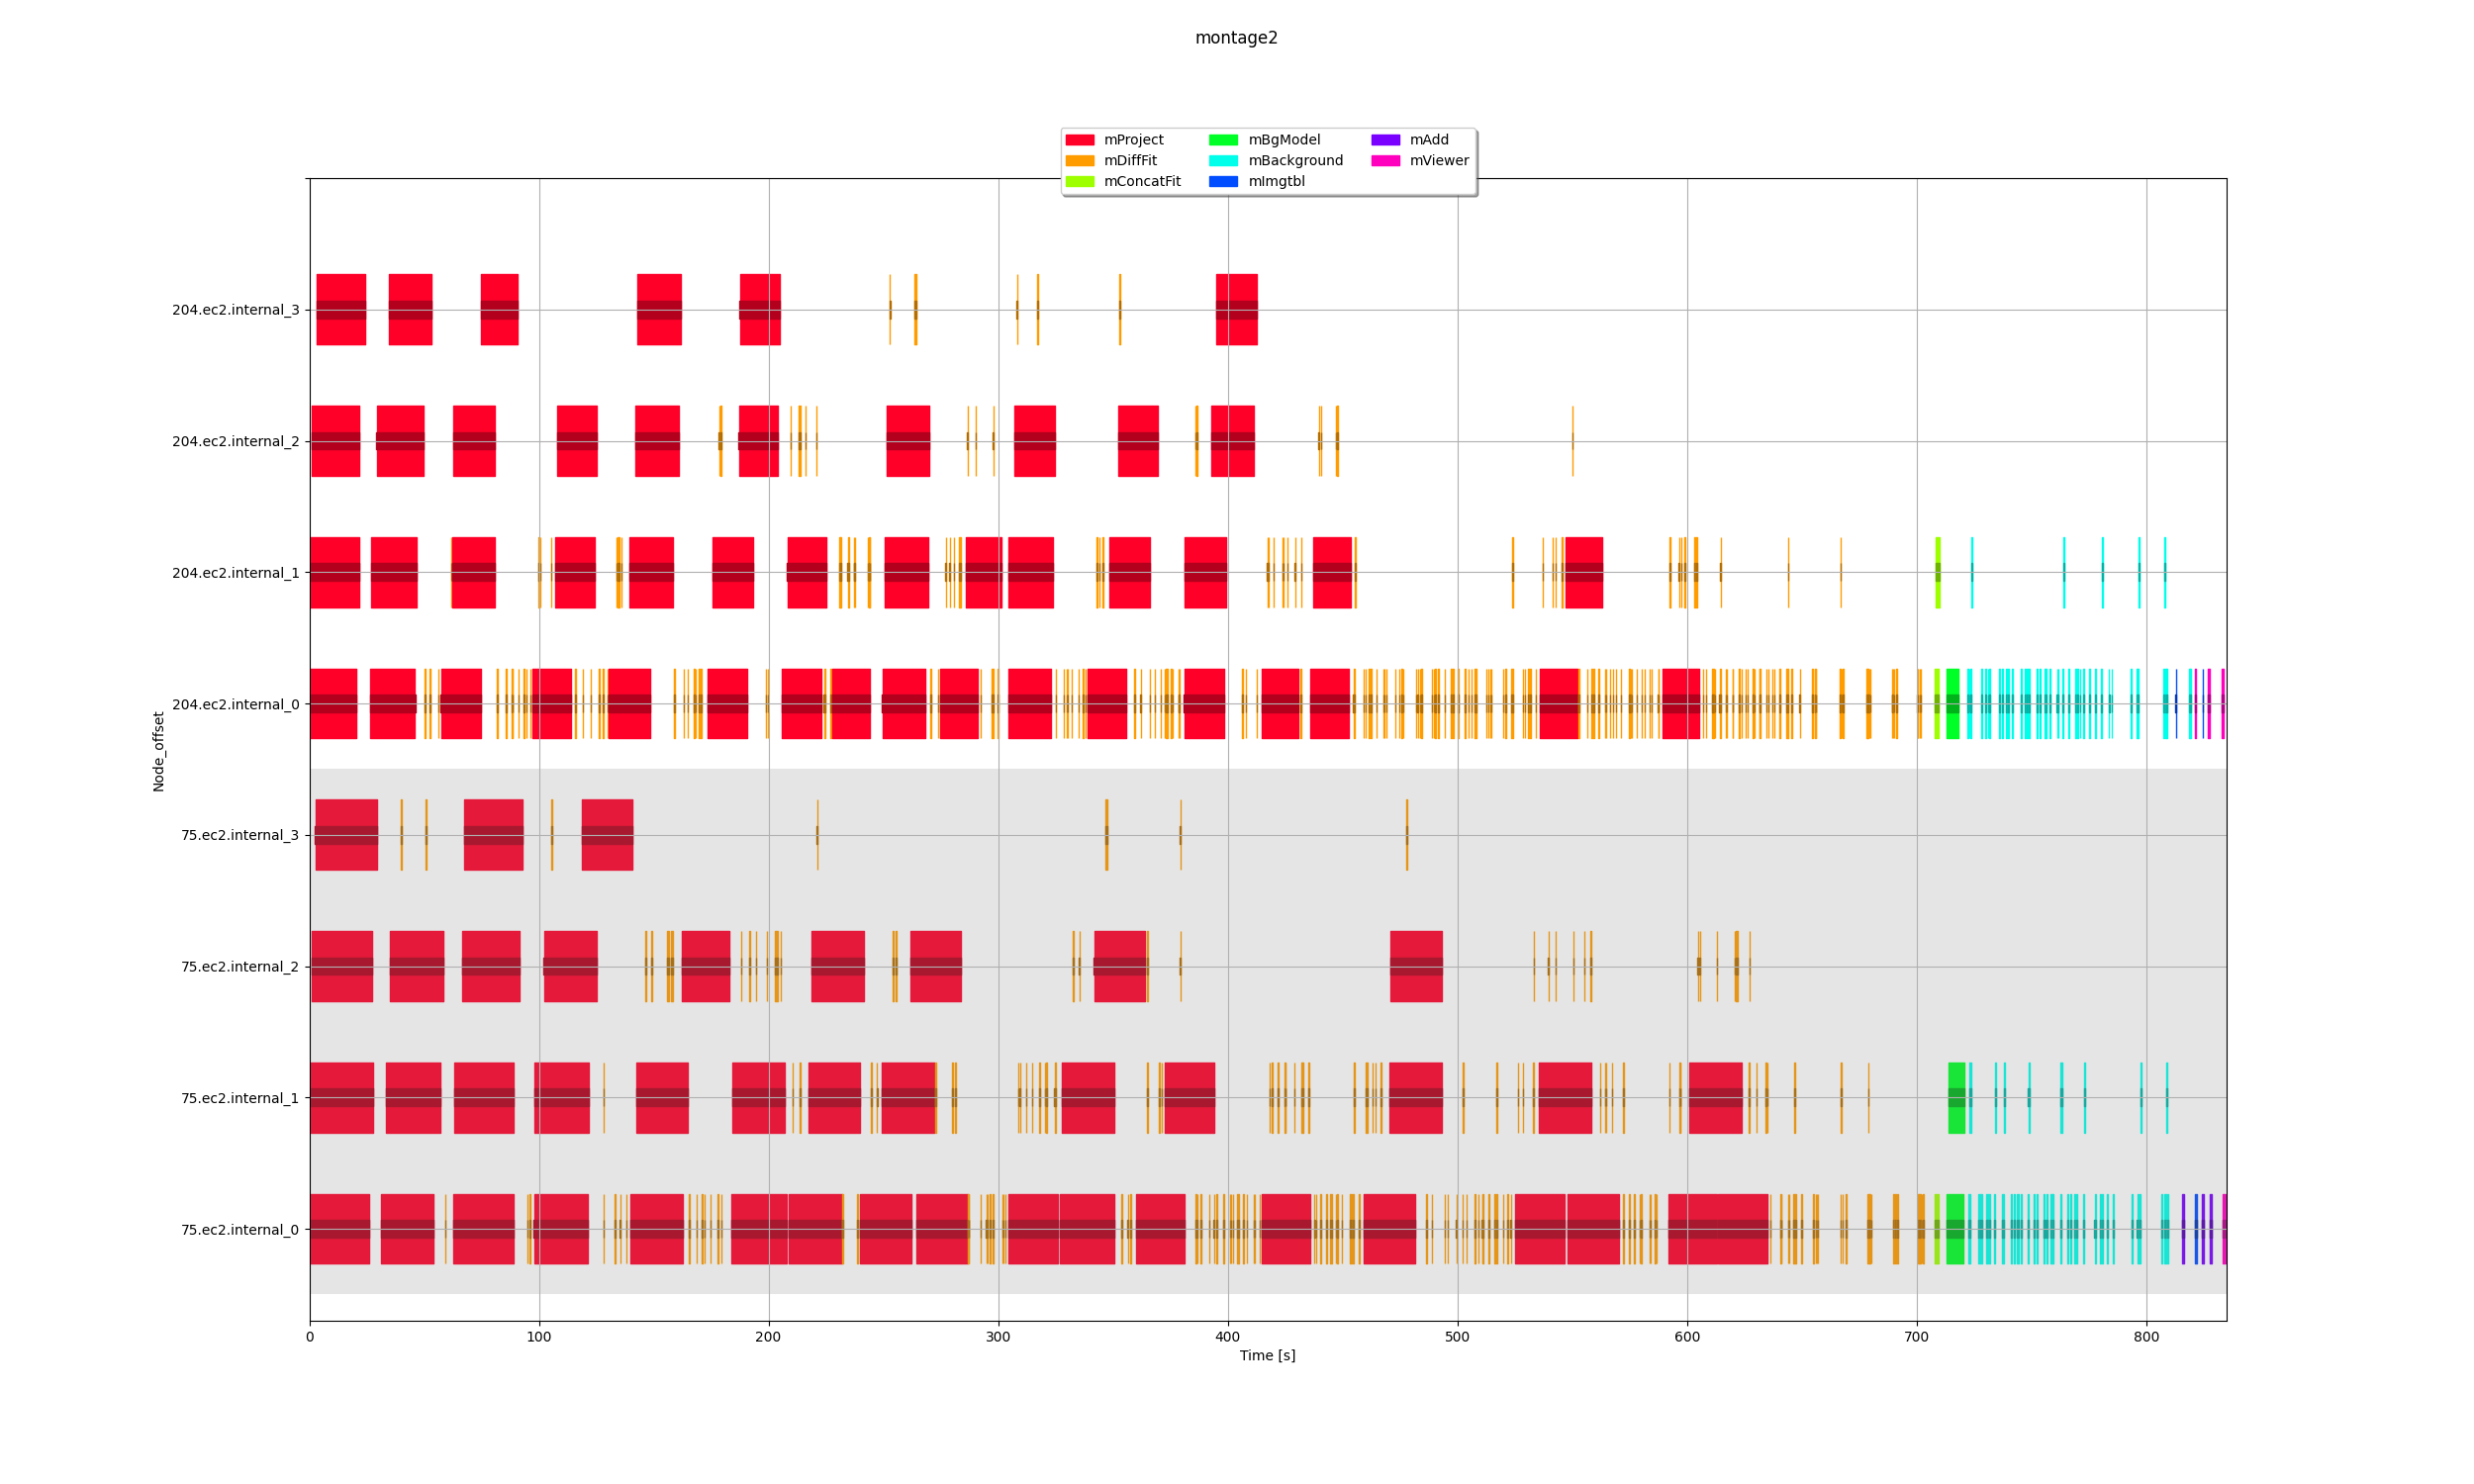 montage2
mProject mBgModel mAdd
mDiffFit mBackground mViewer
mConcatFit mImgtbl
204.ec2.internal_3
204.ec2.internal_2
204.ec2.internal_1
204.ec2.internal_0
Node_offset
75.ec2.internal_3
75.ec2.internal_2
75.ec2.internal_1
75.ec2.internal_0
0 100 200 300 400 500 600 700 800
Time [s]